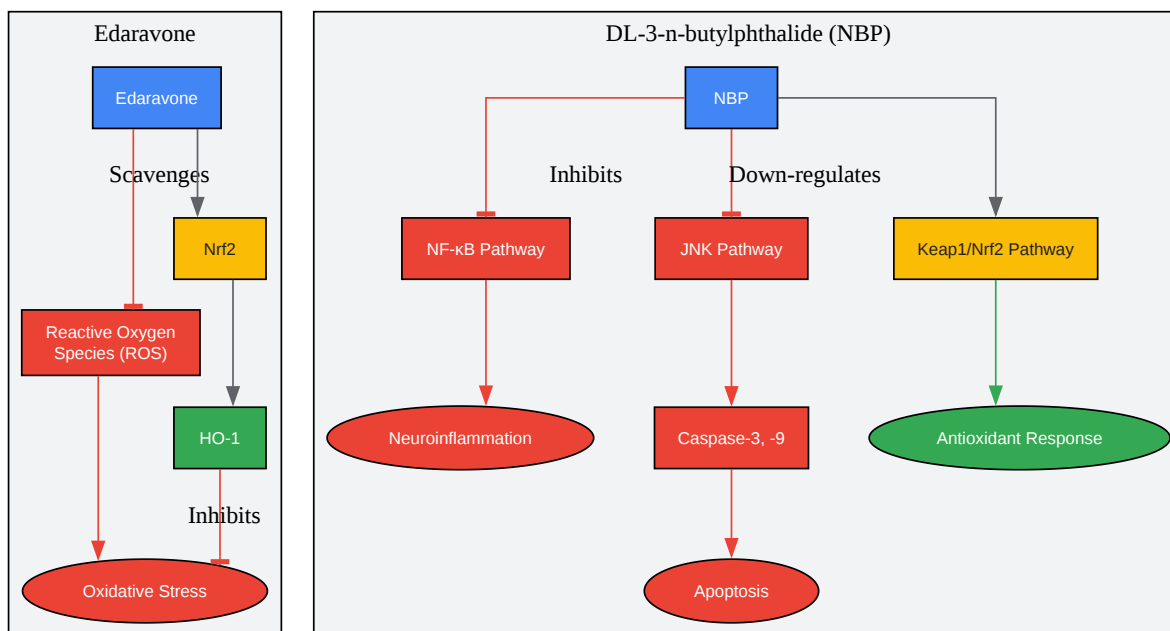 Edaravone
Edaravone
Scavenges
Nrf2
Reactive Oxygen
Species (ROS)
HO-1
Inhibits
Oxidative Stress
DL-3-n-butylphthalide (NBP)
NBP
Inhibits
Down-regulates
NF-κB Pathway
JNK Pathway
Keap1/Nrf2 Pathway
Neuroinflammation
Caspase-3, -9
Antioxidant Response
Apoptosis